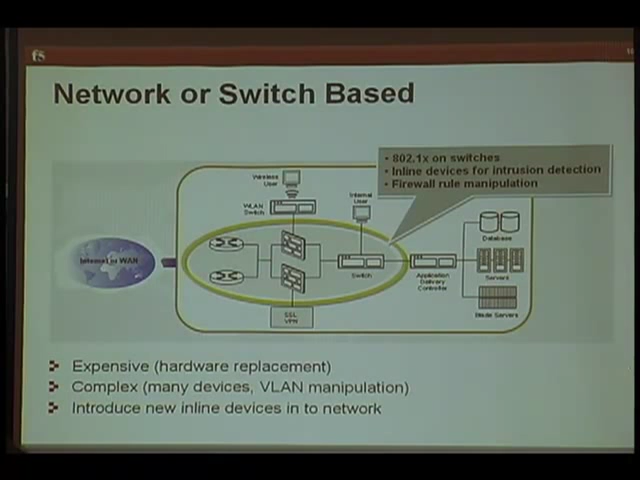 f5
Network or Switch Based
802.1x on switches
Inline devices for intrusion detection
Firewall rule manipulation
Wireless
User
WLAN
Switch
Internal
User
Internet or WAN
Switch
Application
Delivery
Controller
Database
Servers
Blade Servers
SSL
VPN
Expensive (hardware replacement)
Complex (many devices, VLAN manipulation)
Introduce new inline devices in to network